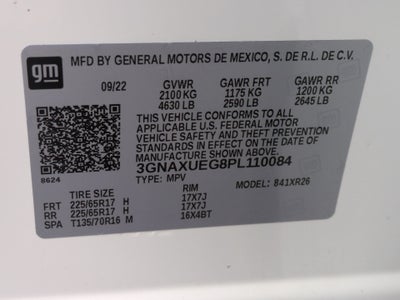 gm MFD BY GENERAL MOTORS DE MEXICO, S. DE R.L. DE C.V.
09/22 GVWR GAWR FRT GAWR RR
2100 KG 1175 KG 1200 KG
4630 LB 2590 LB 2645 LB
THIS VEHICLE CONFORMS TO ALL
APPLICABLE U.S. FEDERAL MOTOR
VEHICLE SAFETY AND THEFT PREVENTION
STANDARDS IN EFFECT ON THE DATE OF
MANUFACTURE SHOWN ABOVE.
8624 3GNAXUEG8PL110084
TYPE: MPV
TIRE SIZE RIM MODEL: 841XR26
FRT 225/65R17 H 17X7J
RR 225/65R17 H 17X7J
SPA T135/70R16 M 16X4BT